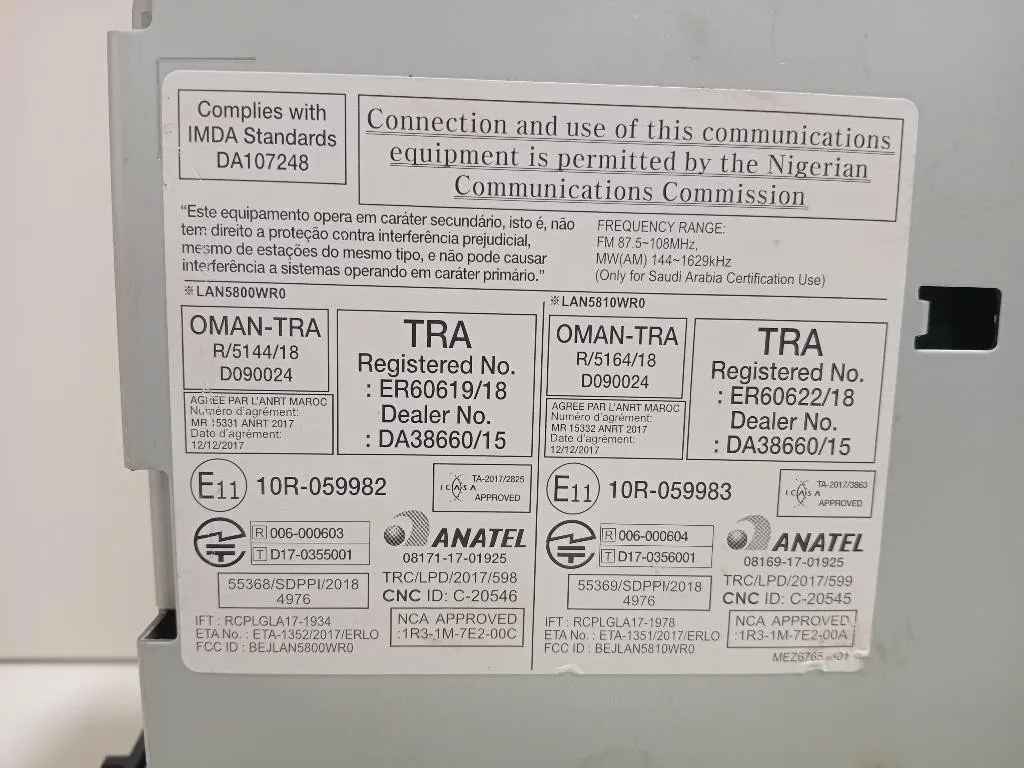 Complies with
IMDA Standards
DA107248
Connection and use of this communications
equipment is permitted by the Nigerian
Communications Commission
"Este equipamento opera em caráter secundário, isto é, não
tem direito a proteção contra interferência prejudicial,
mesmo de estações do mesmo tipo, e não pode causar
interferência a sistemas operando em caráter primário."
FREQUENCY RANGE:
FM 87.5~108MHz,
MW(AM) 144~1629kHz
(Only for Saudi Arabia Certification Use)
※LAN5800WR0
OMAN-TRA
R/5144/18
D090024
TRA
Registered No.
: ER60619/18
Dealer No.
: DA38660/15
AGREE PAR L'ANRT MAROC
Numéro d'agrément:
MR 15331 ANRT 2017
Date d'agrément:
12/12/2017
E11 10R-059982
ICASA TA-2017/2825
APPROVED
R 006-000603
T D17-0355001
ANATEL
08171-17-01925
55368/SDPPI/2018
4976
TRC/LPD/2017/598
CNC ID: C-20546
IFT : RCPLGLA17-1934
ETA No. : ETA-1352/2017/ERLO
FCC ID : BEJLAN5800WR0
NCA APPROVED
:1R3-1M-7E2-00C
※LAN5810WR0
OMAN-TRA
R/5164/18
D090024
TRA
Registered No.
: ER60622/18
Dealer No.
: DA38660/15
AGREE PAR L'ANRT MAROC
Numéro d'agrément:
MR 15332 ANRT 2017
Date d'agrément:
12/12/2017
E11 10R-059983
ICASA TA-2017/3863
APPROVED
R 006-000604
T D17-0356001
ANATEL
08169-17-01925
55369/SDPPI/2018
4976
TRC/LPD/2017/599
CNC ID: C-20545
IFT : RCPLGLA17-1978
ETA No. : ETA-1351/2017/ERLO
FCC ID : BEJLAN5810WR0
NCA APPROVED
:1R3-1M-7E2-00A